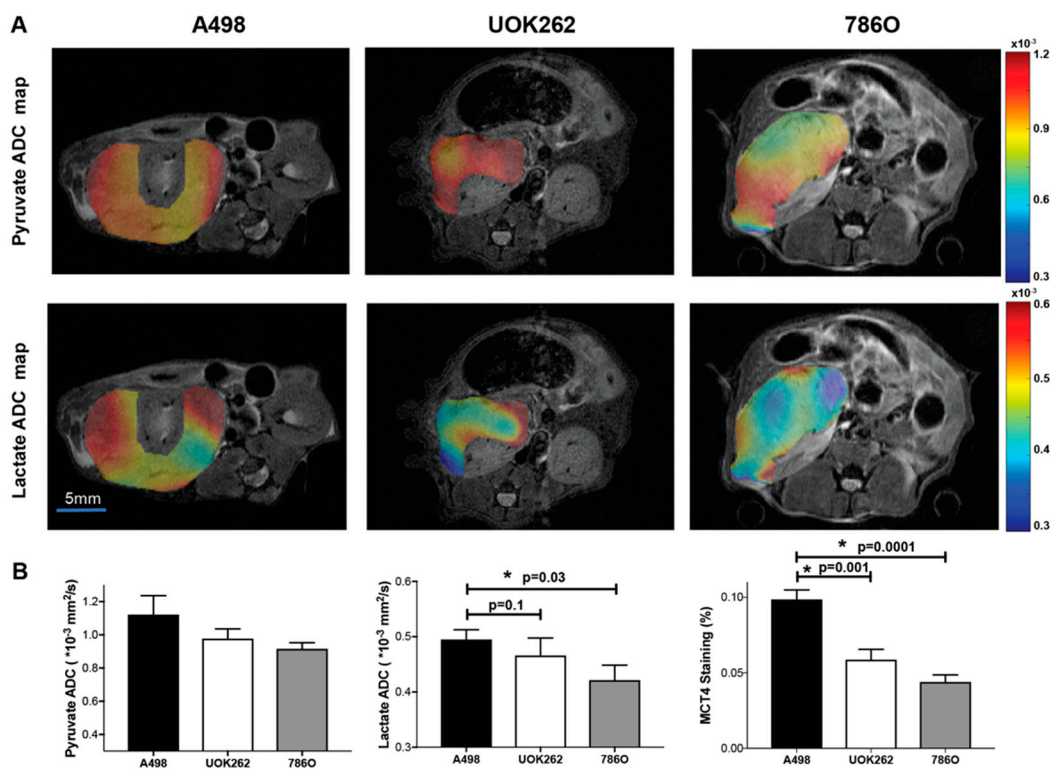 A
A498
UOK262
786O
Pyruvate ADC map
x10-3
1.2
0.9
0.6
0.3
Lactate ADC map
5mm
x10-3
0.6
0.5
0.4
0.3
B
Pyruvate ADC ( *10-3 mm2/s)
1.2
1.0
0.8
0.6
0.4
A498
UOK262
786O
Lactate ADC ( *10-3 mm2/s)
0.6
0.5
0.4
0.3
* p=0.03
p=0.1
A498
UOK262
786O
MCT4 Staining (%)
0.10
0.05
0.00
* p=0.0001
* p=0.001
A498
UOK262
786O